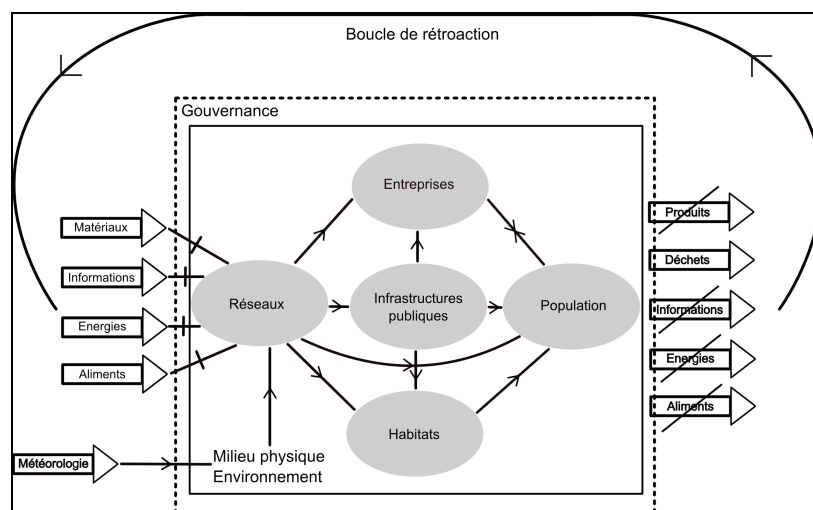 Boucle de rétroaction
Gouvernance
Entreprises
Matériaux
Informations
Energies
Aliments
Météorologie
Réseaux
Infrastructures
publiques
Population
Habitats
Milieu physique
Environnement
Produits
Déchets
Informations
Energies
Aliments